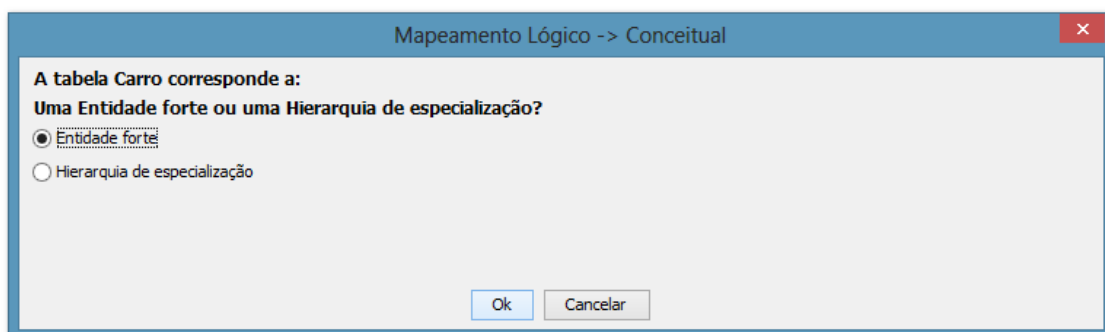 Mapeamento Lógico -> Conceitual
A tabela Carro corresponde a:
Uma Entidade forte ou uma Hierarquia de especialização?
Entidade forte
Hierarquia de especialização
Ok Cancelar